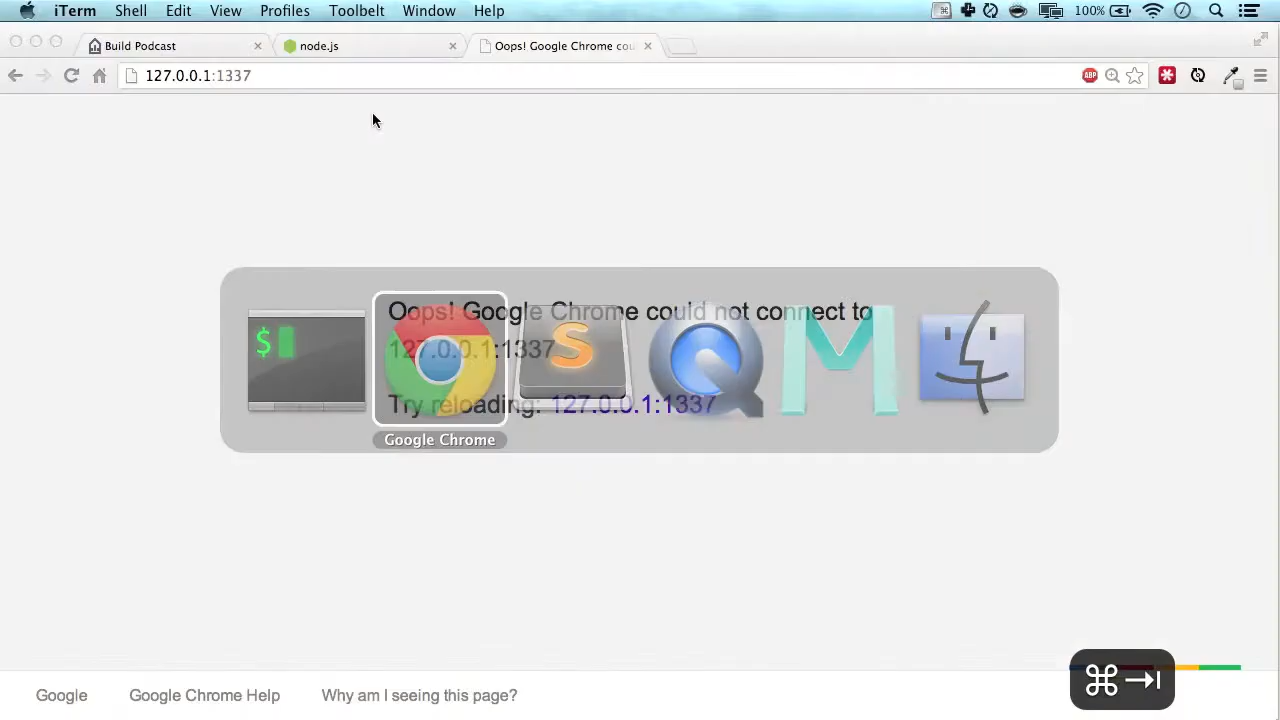 iTerm Shell Edit View Profiles Toolbelt Window Help 100%
Build Podcast node.js Oops! Google Chrome cou
127.0.0.1:1337 ABP
Oops! Google Chrome could not connect to
127.0.0.1:1337
Try reloading: 127.0.0.1:1337
$ S M
Google Chrome
Google Google Chrome Help Why am I seeing this page?
⌘ →|